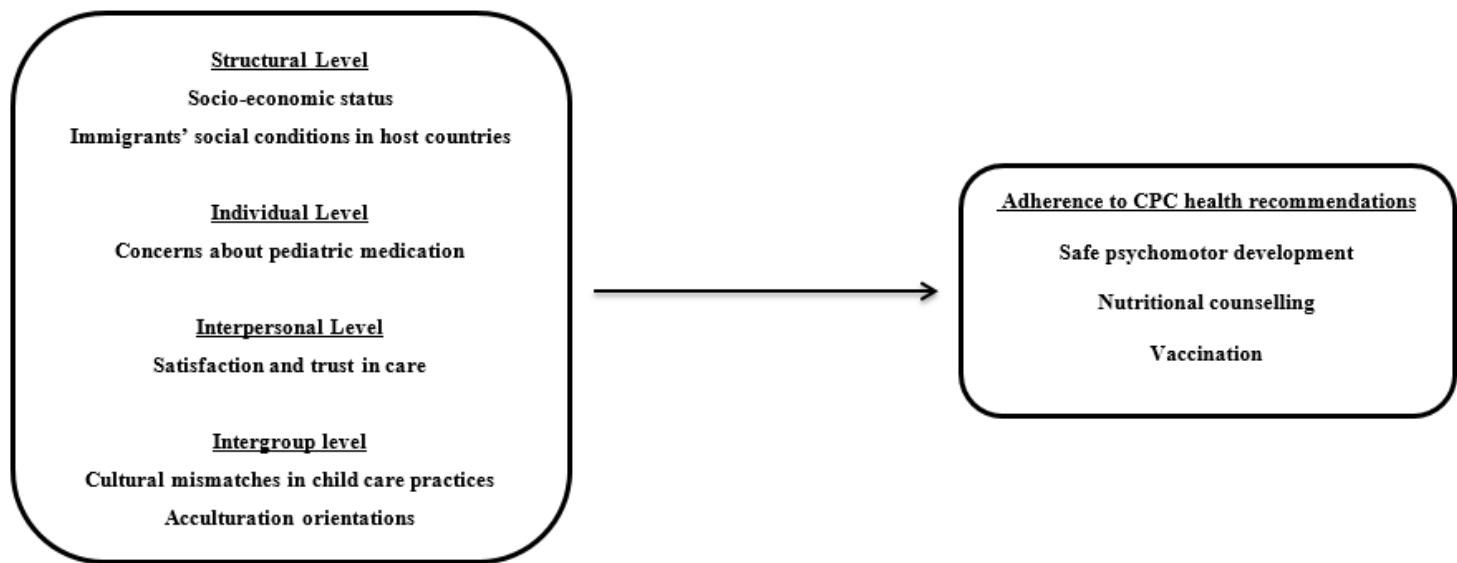 Structural Level
Socio-economic status
Immigrants’ social conditions in host countries
Individual Level
Concerns about pediatric medication
Interpersonal Level
Satisfaction and trust in care
Intergroup level
Cultural mismatches in child care practices
Acculturation orientations
Adherence to CPC health recommendations
Safe psychomotor development
Nutritional counselling
Vaccination